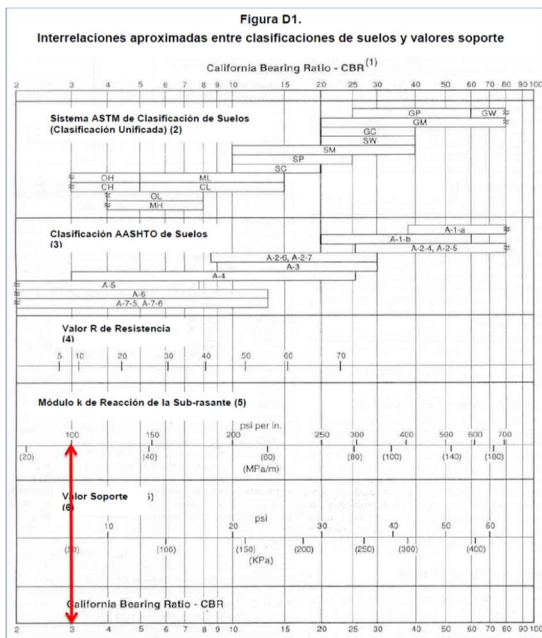 Figura D1.
Interrelaciones aproximadas entre clasificaciones de suelos y valores soporte
California Bearing Ratio - CBR(1)
2 3 4 5 6 7 8 9 10 15 20 25 30 40 50 60 70 80 90 100
Sistema ASTM de Clasificación de Suelos
(Clasificación Unificada) (2)
GP GW
GM
GC
SW
SM
SP
SC
OH ML
CH CL
OL
MH
Clasificación AASHTO de Suelos
(3)
A-1-a
A-1-b
A-2-4, A-2-5
A-2-6, A-2-7
A-3
A-4
A-5
A-6
A-7-5, A-7-6
Valor R de Resistencia
(4)
5 10 20 30 40 50 60 70
Módulo k de Reacción de la Sub-rasante (5)
psi per in.
100 150 200 250 300 400 500 600 700
(20) (40) (60) (80) (100) (140) (180)
(MPa/m)
Valor Soporte
(6)
psi
10 20 30 40 50 60
(100) (150) (200) (250) (300) (400)
(KPa)
California Bearing Ratio - CBR
2 3 4 5 6 7 8 9 10 15 20 25 30 40 50 60 70 80 90 100